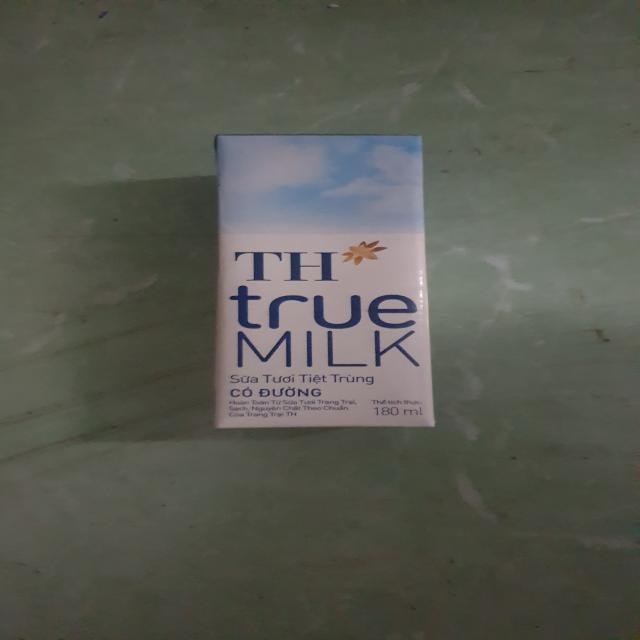 TH
true
MILK
Sữa Tươi Tiệt Trùng
CÓ ĐƯỜNG
Hoàn Toàn Từ Sữa Tươi Trang Trại,
Sạch, Nguyên Chất Theo Chuẩn
Của Trang Trại TH
Thể tích thực:
180 ml